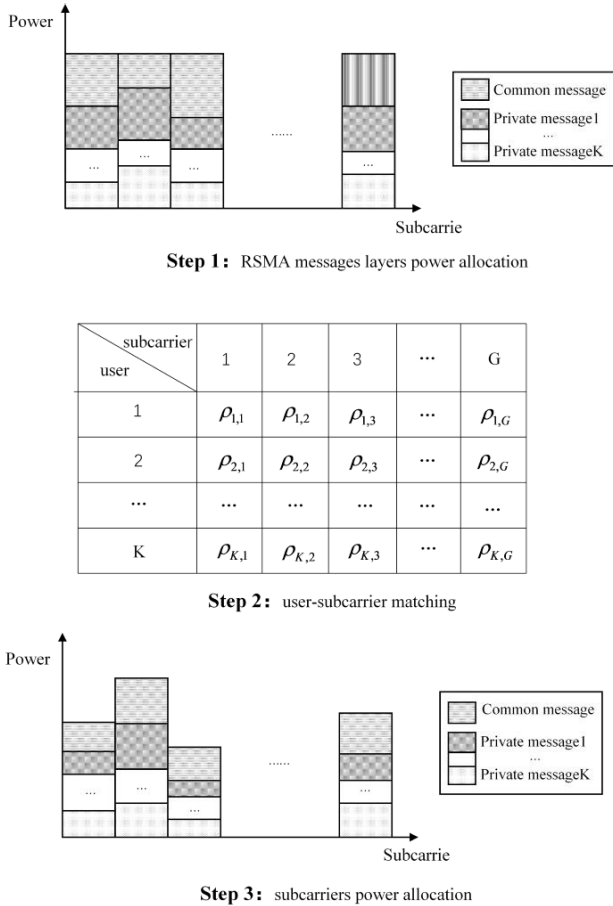 Power
Common message
Private message1
...
Private messageK
... ... ... ...... ...
Subcarrie
Step 1： RSMA messages layers power allocation
subcarrier
user
1 2 3 ... G
1 ρ1,1 ρ1,2 ρ1,3 ... ρ1,G
2 ρ2,1 ρ2,2 ρ2,3 ... ρ2,G
... ... ... ... ... ...
K ρK,1 ρK,2 ρK,3 ... ρK,G
Step 2： user-subcarrier matching
Power
Common message
Private message1
...
Private messageK
... ... ... ...... ...
Subcarrie
Step 3： subcarriers power allocation